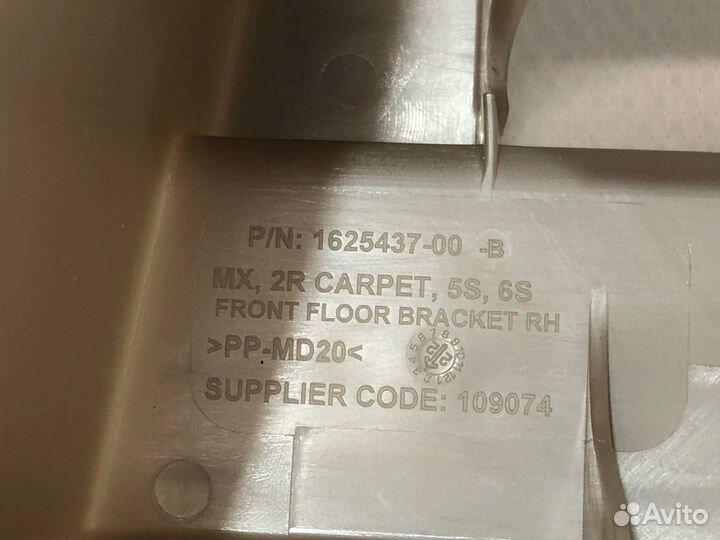 P/N: 1625437-00 -B
MX, 2R CARPET, 5S, 6S
FRONT FLOOR BRACKET RH
>PP-MD20<
SUPPLIER CODE: 109074
Avito